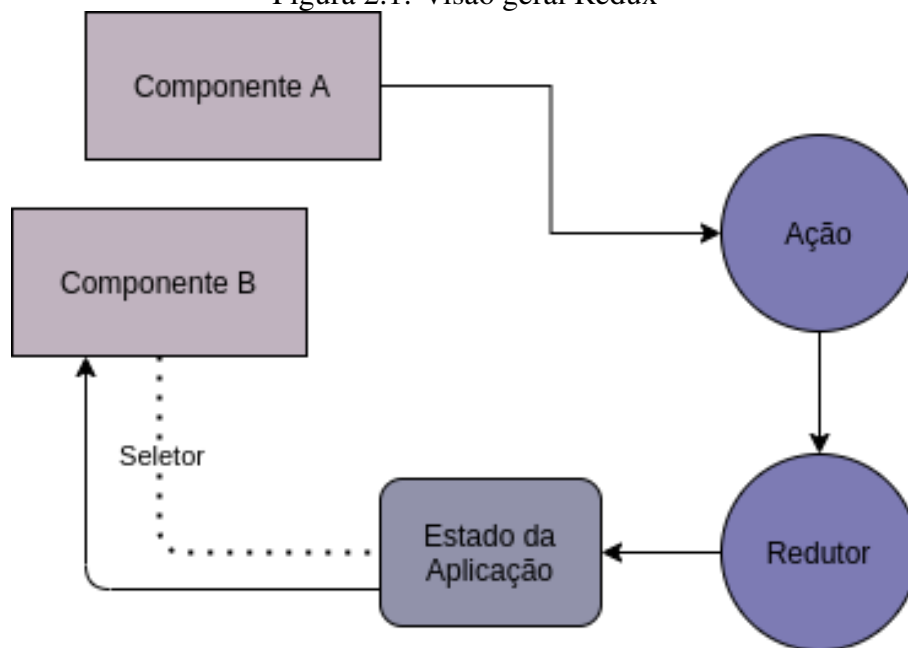 Figura 2.1: Visão geral Redux
Componente A
Ação
Componente B
Seletor
Estado da
Aplicação
Redutor